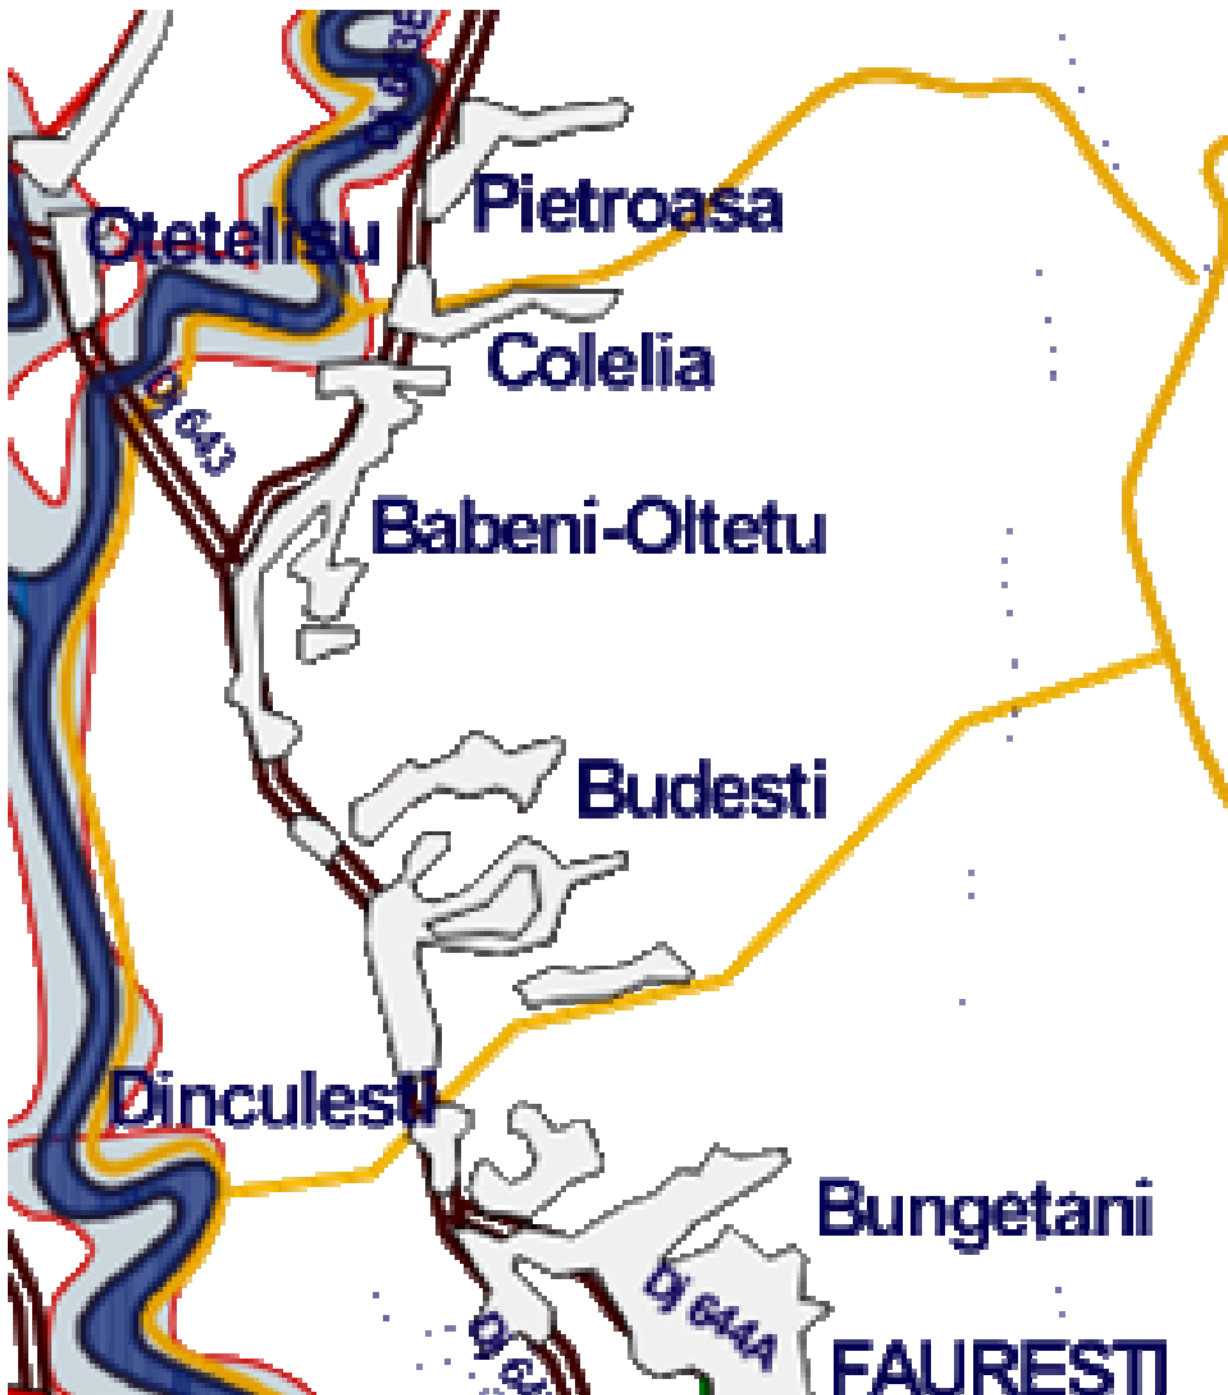 Pietroasa
Otetelisu
Colelia
Dj 643
Babeni-Oltetu
Budesti
Dinculesti
Bungetani
Dj 644A
FAURESTI